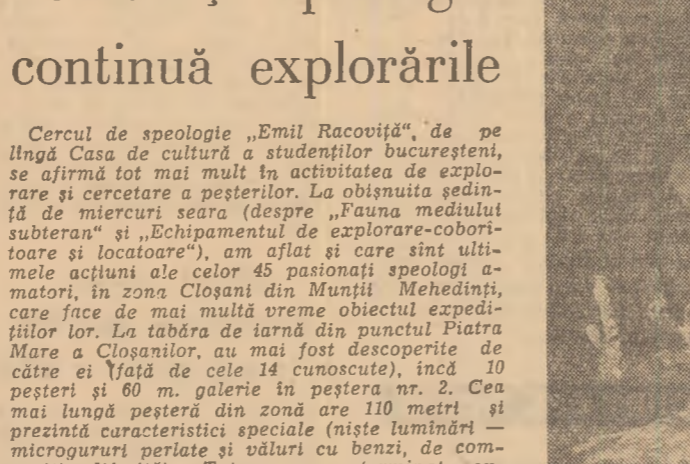 continuă explorările
Cercul de speologie „Emil Racoviță“, de pe
lîngă Casa de cultură a studenților bucureșteni,
se afirmă tot mai mult în activitatea de explo-
rare și cercetare a peșterilor. La obișnuita ședin-
ță de miercuri seara (despre „Fauna mediului
subteran“ și „Echipamentul de explorare-coborî-
toare și locatoare“), am aflat și care sînt ulti-
mele acțiuni ale celor 45 pasionați speologi a-
matori, în zona Cloșani din Munții Mehedinți,
care face de mai multă vreme obiectul expedi-
țiilor lor. La tabăra de iarnă din punctul Piatra
Mare a Cloșanilor, au mai fost descoperite de
către ei (față de cele 14 cunoscute), încă 10
peșteri și 60 m. galerie în peștera nr. 2. Cea
mai lungă peșteră din zonă are 110 metri și
prezintă caracteristici speciale (niște lumînări —
microgururi perlate și văluri cu benzi, de com-